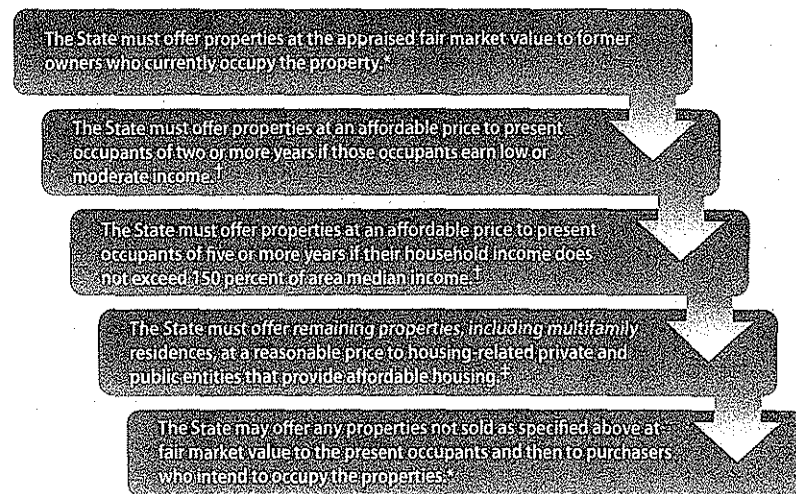 The State must offer properties at the appraised fair market value to former
owners who currently occupy the property.*
The State must offer properties at an affordable price to present
occupants of two or more years if those occupants earn low or
moderate income.†
The State must offer properties at an affordable price to present
occupants of five or more years if their household income does
not exceed 150 percent of area median income.†
The State must offer remaining properties, including multifamily
residences, at a reasonable price to housing-related private and
public entities that provide affordable housing.‡
The State may offer any properties not sold as specified above at
fair market value to the present occupants and then to purchasers
who intend to occupy the properties.*